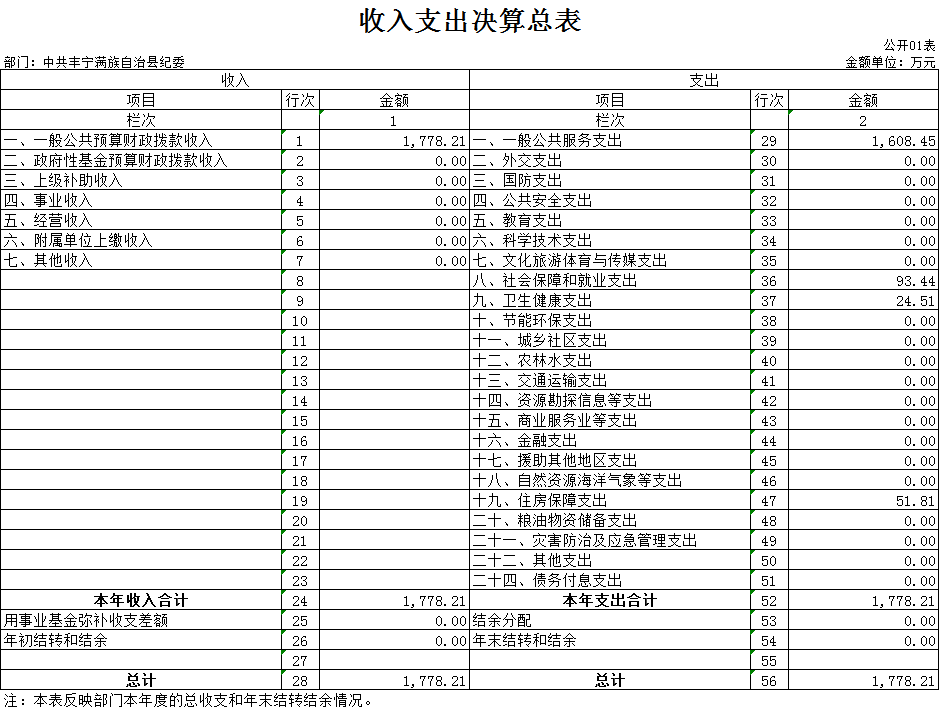 收入支出决算总表
公开01表
部门：中共丰宁满族自治县纪委 金额单位：万元
收入 支出
项目 行次 金额 项目 行次 金额
栏次 1 栏次 2
一、一般公共预算财政拨款收入 1 1,778.21 一、一般公共服务支出 29 1,608.45
二、政府性基金预算财政拨款收入 2 0.00 二、外交支出 30 0.00
三、上级补助收入 3 0.00 三、国防支出 31 0.00
四、事业收入 4 0.00 四、公共安全支出 32 0.00
五、经营收入 5 0.00 五、教育支出 33 0.00
六、附属单位上缴收入 6 0.00 六、科学技术支出 34 0.00
七、其他收入 7 0.00 七、文化旅游体育与传媒支出 35 0.00
8 八、社会保障和就业支出 36 93.44
9 九、卫生健康支出 37 24.51
10 十、节能环保支出 38 0.00
11 十一、城乡社区支出 39 0.00
12 十二、农林水支出 40 0.00
13 十三、交通运输支出 41 0.00
14 十四、资源勘探信息等支出 42 0.00
15 十五、商业服务业等支出 43 0.00
16 十六、金融支出 44 0.00
17 十七、援助其他地区支出 45 0.00
18 十八、自然资源海洋气象等支出 46 0.00
19 十九、住房保障支出 47 51.81
20 二十、粮油物资储备支出 48 0.00
21 二十一、灾害防治及应急管理支出 49 0.00
22 二十二、其他支出 50 0.00
23 二十四、债务付息支出 51 0.00
本年收入合计 24 1,778.21 本年支出合计 52 1,778.21
用事业基金弥补收支差额 25 0.00 结余分配 53 0.00
年初结转和结余 26 0.00 年末结转和结余 54 0.00
27 55
总计 28 1,778.21 总计 56 1,778.21
注：本表反映部门本年度的总收支和年末结转结余情况。